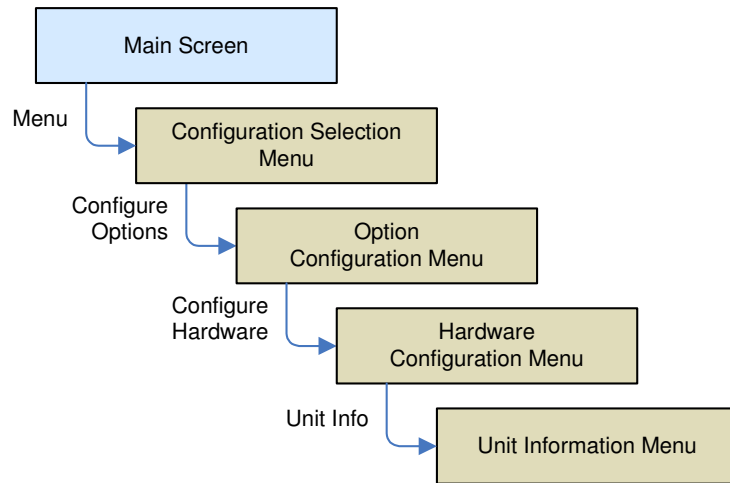 Main Screen
Menu
Configuration Selection
Menu
Configure
Options
Option
Configuration Menu
Configure
Hardware
Hardware
Configuration Menu
Unit Info
Unit Information Menu